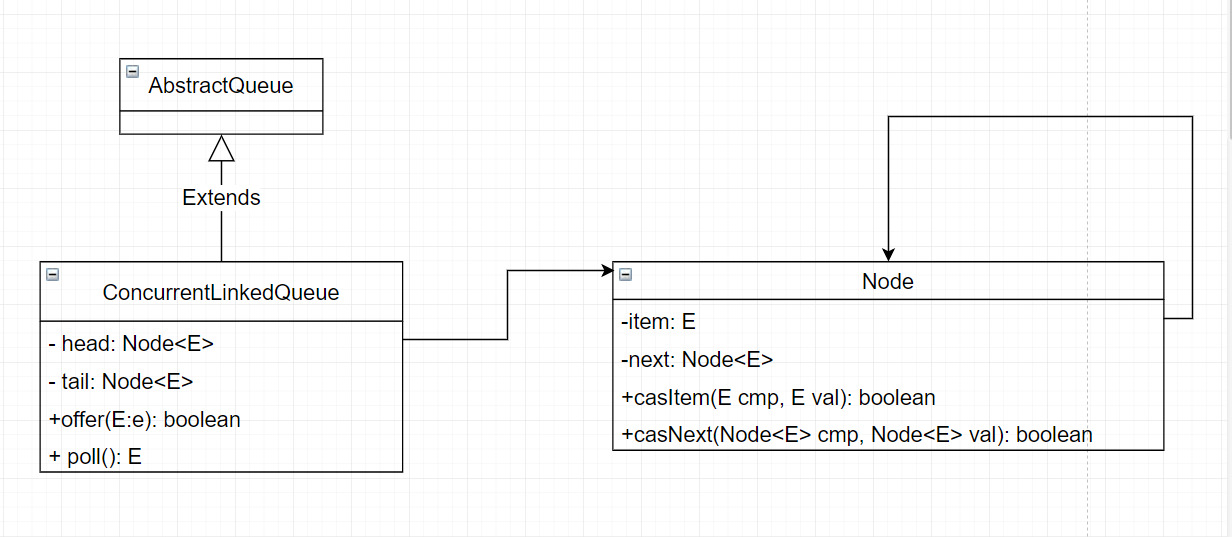 AbstractQueue
Extends
ConcurrentLinkedQueue
- head: Node<E>
- tail: Node<E>
+offer(E:e): boolean
+ poll(): E
Node
-item: E
-next: Node<E>
+casItem(E cmp, E val): boolean
+casNext(Node<E> cmp, Node<E> val): boolean